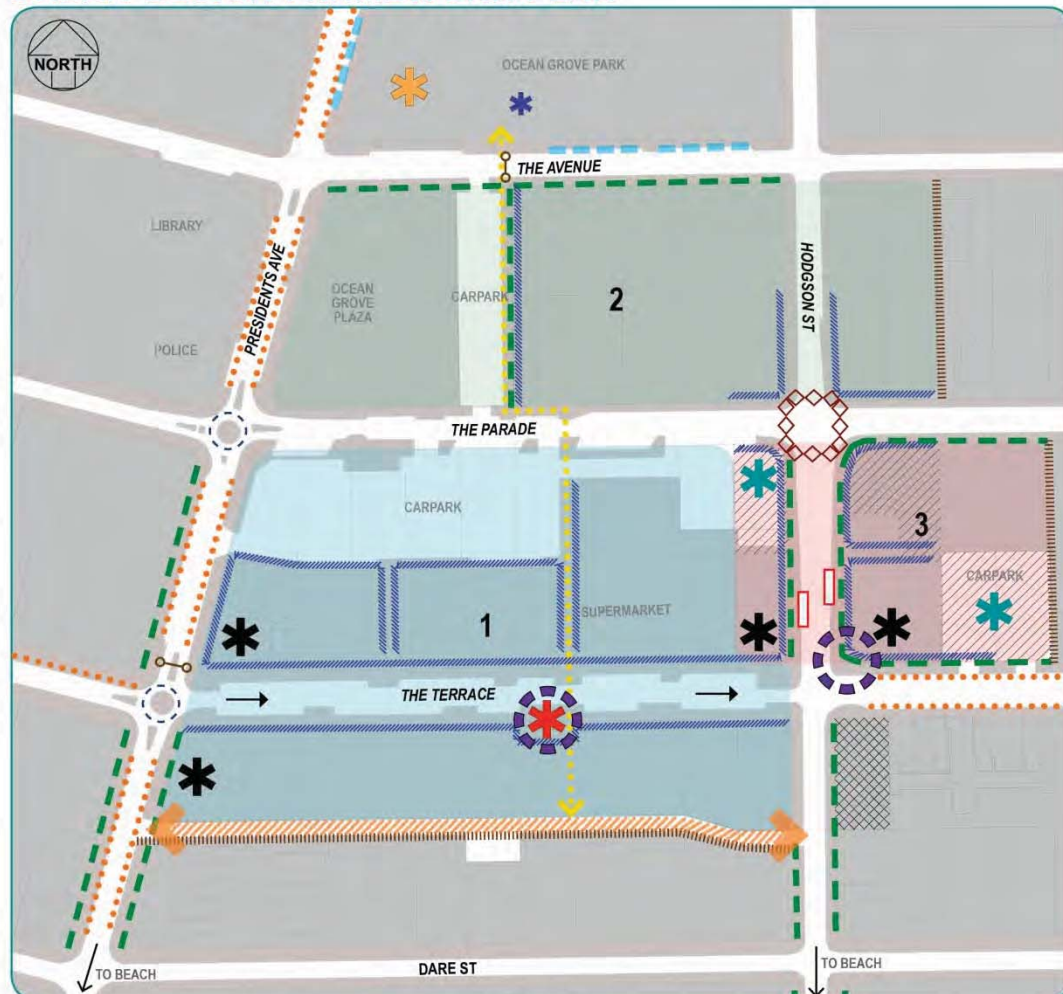 NORTH
OCEAN GROVE PARK
THE AVENUE
LIBRARY
PRESIDENTS AVE
OCEAN
GROVE
PLAZA
CARPARK
2
HODGSON ST
POLICE
THE PARADE
CARPARK
3
CARPARK
1
SUPERMARKET
THE TERRACE
TO BEACH
DARE ST
TO BEACH